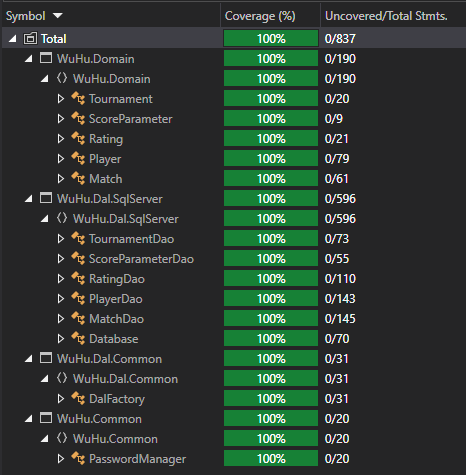 Symbol Coverage (%) Uncovered/Total Stmts.
Total 100% 0/837
WuHu.Domain 100% 0/190
WuHu.Domain 100% 0/190
Tournament 100% 0/20
ScoreParameter 100% 0/9
Rating 100% 0/21
Player 100% 0/79
Match 100% 0/61
WuHu.Dal.SqlServer 100% 0/596
WuHu.Dal.SqlServer 100% 0/596
TournamentDao 100% 0/73
ScoreParameterDao 100% 0/55
RatingDao 100% 0/110
PlayerDao 100% 0/143
MatchDao 100% 0/145
Database 100% 0/70
WuHu.Dal.Common 100% 0/31
WuHu.Dal.Common 100% 0/31
DalFactory 100% 0/31
WuHu.Common 100% 0/20
WuHu.Common 100% 0/20
PasswordManager 100% 0/20